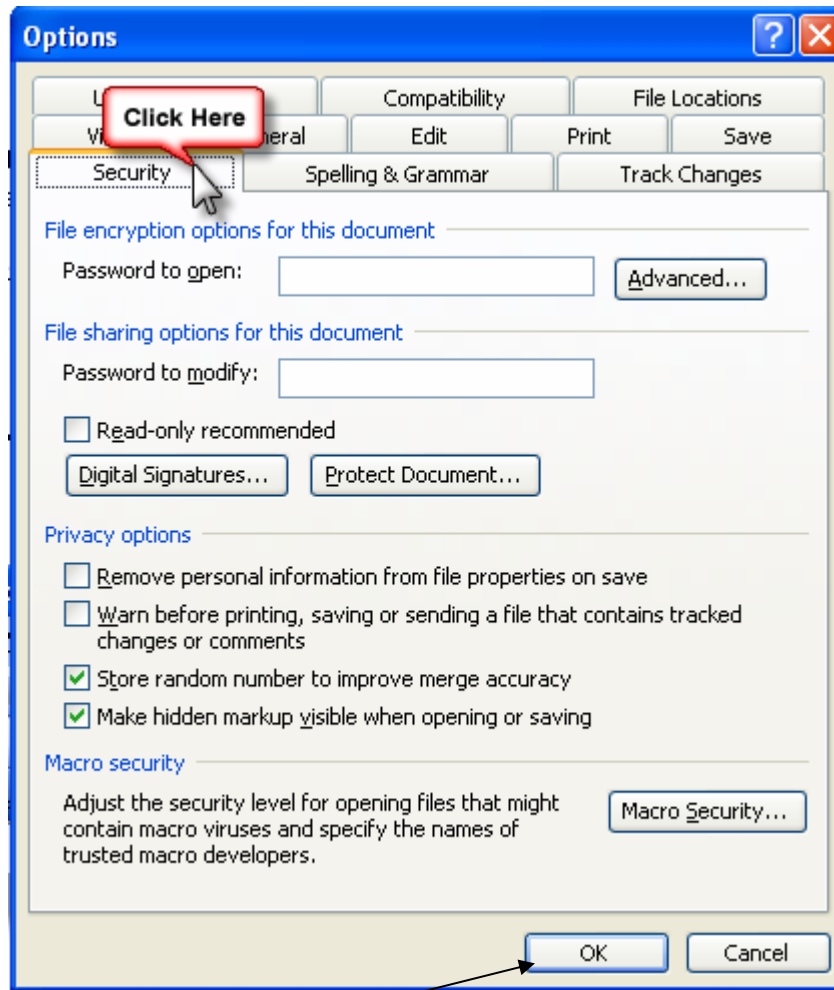 Options
Compatibility
File Locations
Click Here
Edit
Print
Save
Security
Spelling & Grammar
Track Changes
File encryption options for this document
Password to open:
Advanced...
File sharing options for this document
Password to modify:
Read-only recommended
Digital Signatures...
Protect Document...
Privacy options
Remove personal information from file properties on save
Warn before printing, saving or sending a file that contains tracked
changes or comments
Store random number to improve merge accuracy
Make hidden markup visible when opening or saving
Macro security
Adjust the security level for opening files that might
contain macro viruses and specify the names of
trusted macro developers.
Macro Security...
OK
Cancel